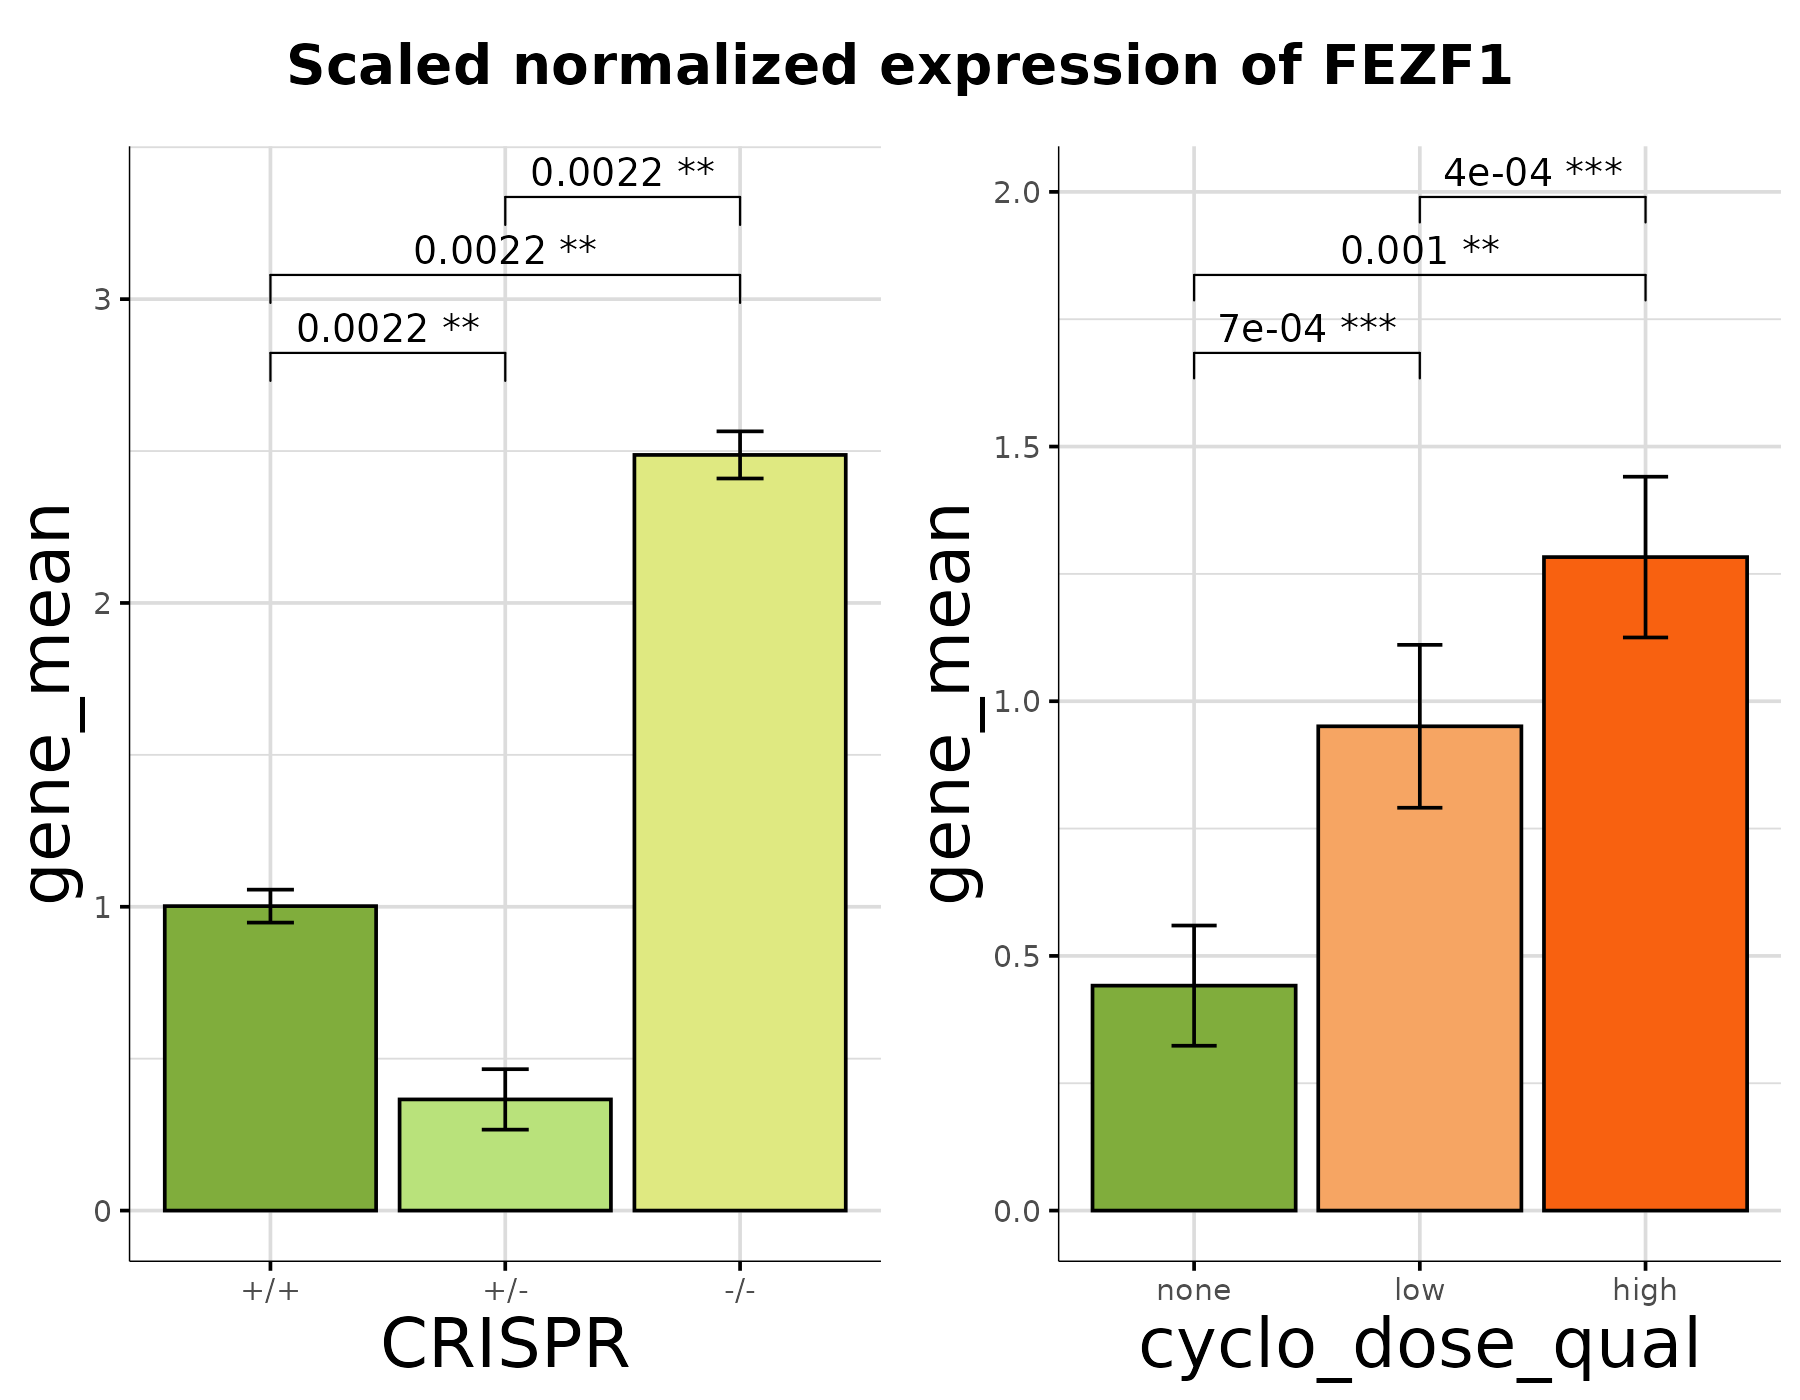 Scaled normalized expression of FEZF1
gene_mean
3
2
1
0
0.0022 **
0.0022 **
0.0022 **
+/+
+/-
-/-
CRISPR
gene_mean
2.0
1.5
1.0
0.5
0.0
4e-04 ***
0.001 **
7e-04 ***
none
low
high
cyclo_dose_qual